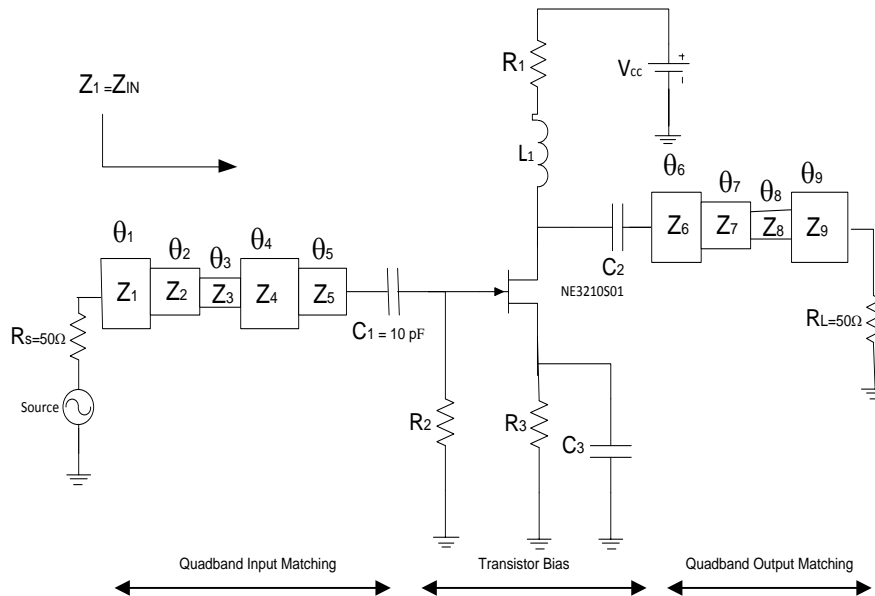 R1
Vcc
+
-
Z1 =ZIN
L1
θ6
θ7
θ8
θ9
θ1
θ2
θ3
θ4
θ5
Z6
Z7
Z8
Z9
Z1
Z2
Z3
Z4
Z5
C2
NE3210S01
C1 = 10 pF
Rs=50Ω
RL=50Ω
Source
R2
R3
C3
Quadband Input Matching
Transistor Bias
Quadband Output Matching